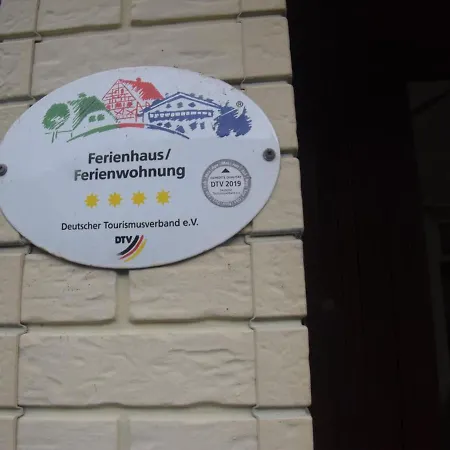 ®
Ferienhaus/
Ferienwohnung
DTV 2019
Deutscher Tourismusverband e.V.
DTV